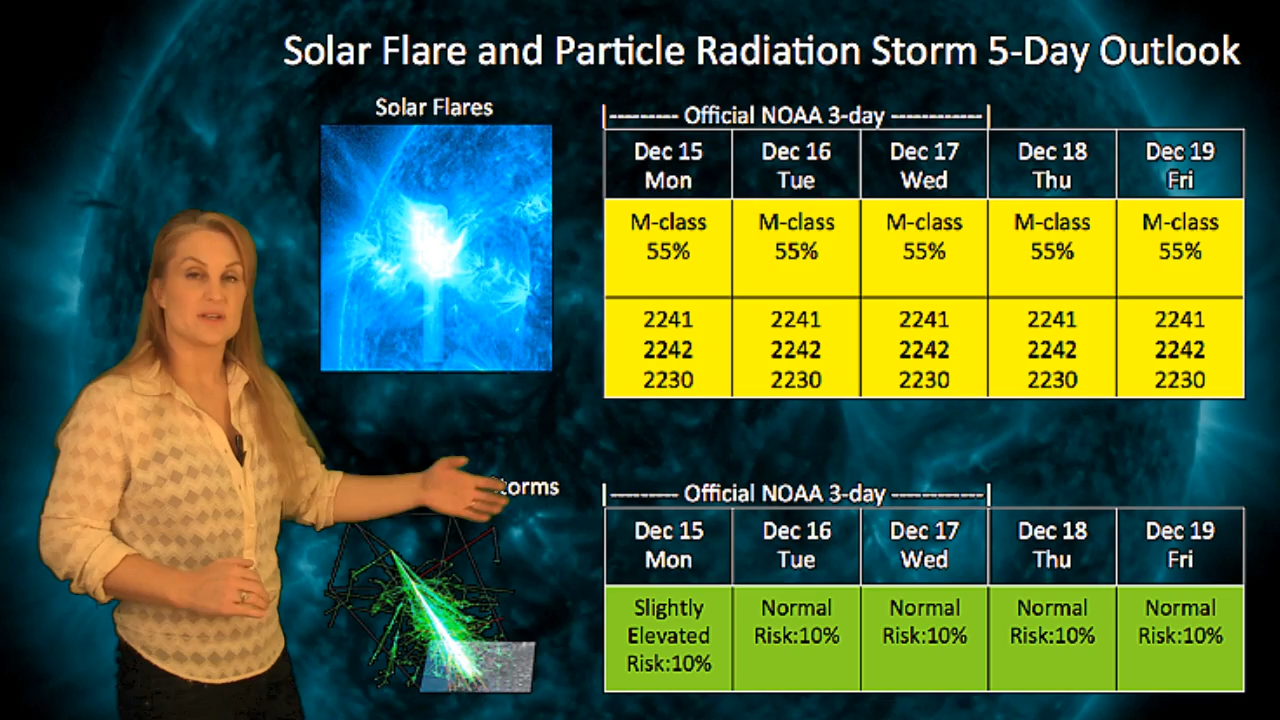 Solar Flare and Particle Radiation Storm 5-Day Outlook
Solar Flares
|--------- Official NOAA 3-day ------------|
Dec 15 Dec 16 Dec 17 Dec 18 Dec 19
Mon Tue Wed Thu Fri
M-class M-class M-class M-class M-class
55% 55% 55% 55% 55%
2241 2241 2241 2241 2241
2242 2242 2242 2242 2242
2230 2230 2230 2230 2230
torms
|--------- Official NOAA 3-day ------------|
Dec 15 Dec 16 Dec 17 Dec 18 Dec 19
Mon Tue Wed Thu Fri
Slightly Normal Normal Normal Normal
Elevated Risk:10% Risk:10% Risk:10% Risk:10%
Risk:10%